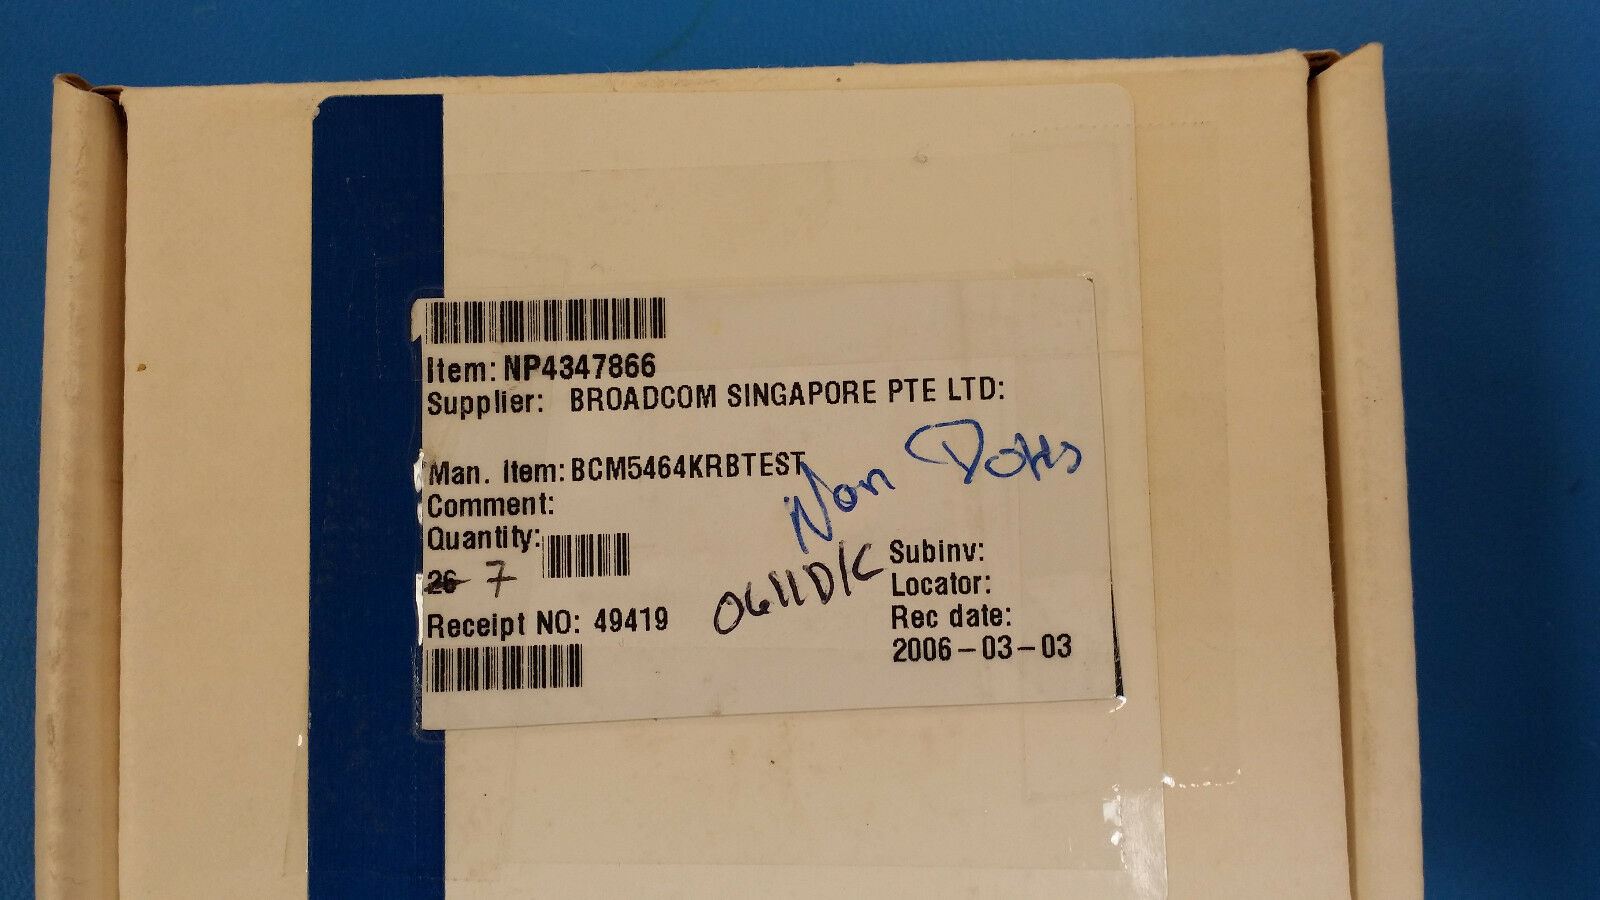 Item: NP4347866
Supplier: BROADCOM SINGAPORE PTE LTD:
Man. Item: BCM5464KRBTEST
Non
Comment:
Quantity:
26 7
0611D/C
Receipt NO: 49419
Subinv:
Locator:
Rec date:
2006-03-03